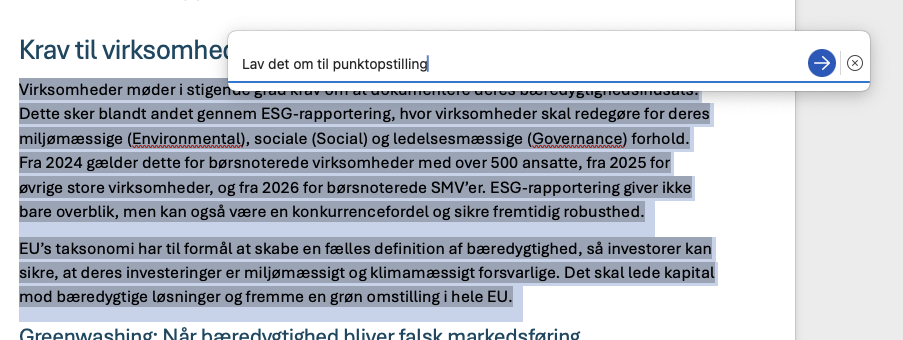 Krav til virksomhe
Lav det om til punktopstilling
Virksomheder møder i stigende grad krav om at dokumentere deres bæredygtighedsindsats.
Dette sker blandt andet gennem ESG-rapportering, hvor virksomheder skal redegøre for deres
miljømæssige (Environmental), sociale (Social) og ledelsesmæssige (Governance) forhold.
Fra 2024 gælder dette for børsnoterede virksomheder med over 500 ansatte, fra 2025 for
øvrige store virksomheder, og fra 2026 for børsnoterede SMV’er. ESG-rapportering giver ikke
bare overblik, men kan også være en konkurrencefordel og sikre fremtidig robusthed.
EU’s taksonomi har til formål at skabe en fælles definition af bæredygtighed, så investorer kan
sikre, at deres investeringer er miljømæssigt og klimamæssigt forsvarlige. Det skal lede kapital
mod bæredygtige løsninger og fremme en grøn omstilling i hele EU.
Greenwashing: Når bæredygtighed bliver falsk markedsføring